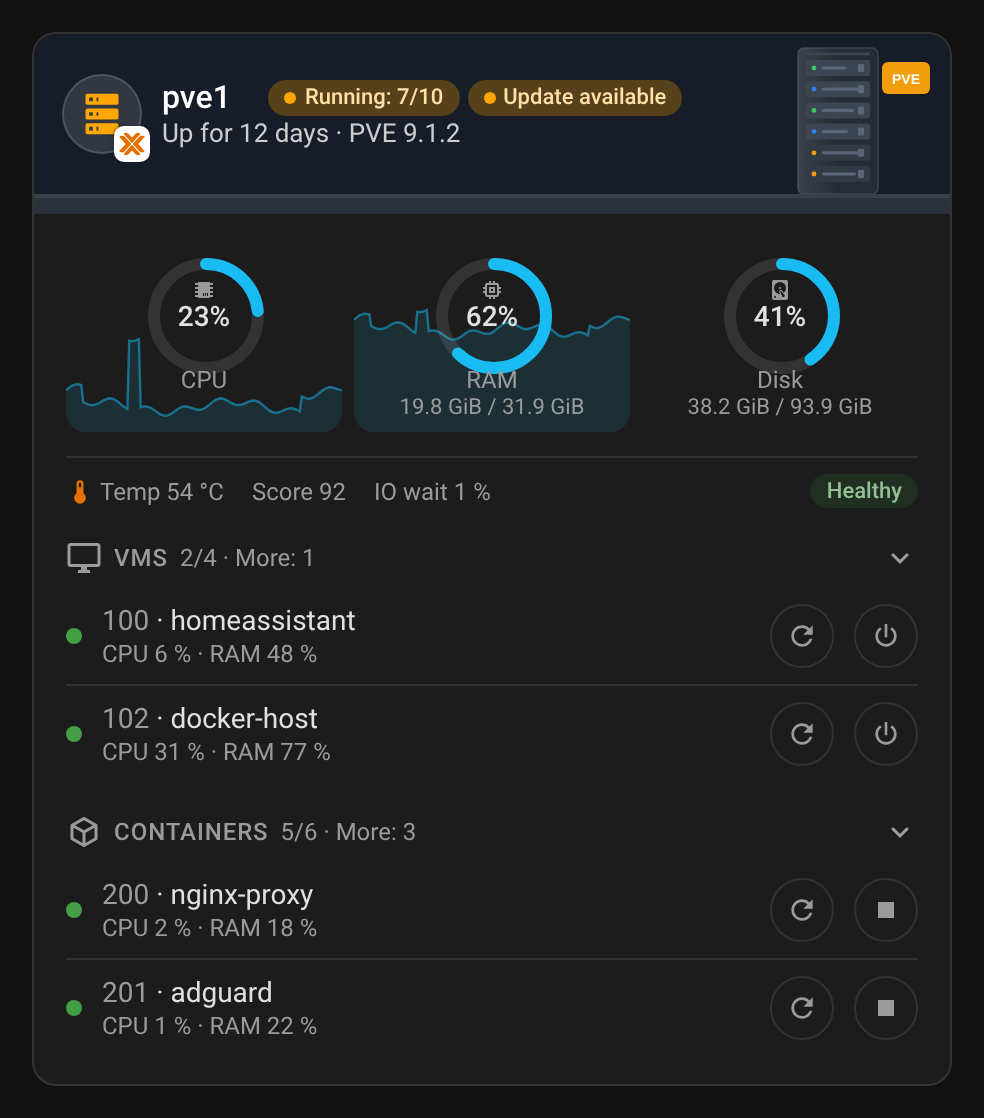 pve1 Running: 7/10 Update available
PVE
Up for 12 days · PVE 9.1.2
23% 62% 41%
CPU RAM Disk
19.8 GiB / 31.9 GiB 38.2 GiB / 93.9 GiB
Temp 54 °C Score 92 IO wait 1 % Healthy
VMS 2/4 · More: 1
100 · homeassistant
CPU 6 % · RAM 48 %
102 · docker-host
CPU 31 % · RAM 77 %
CONTAINERS 5/6 · More: 3
200 · nginx-proxy
CPU 2 % · RAM 18 %
201 · adguard
CPU 1 % · RAM 22 %